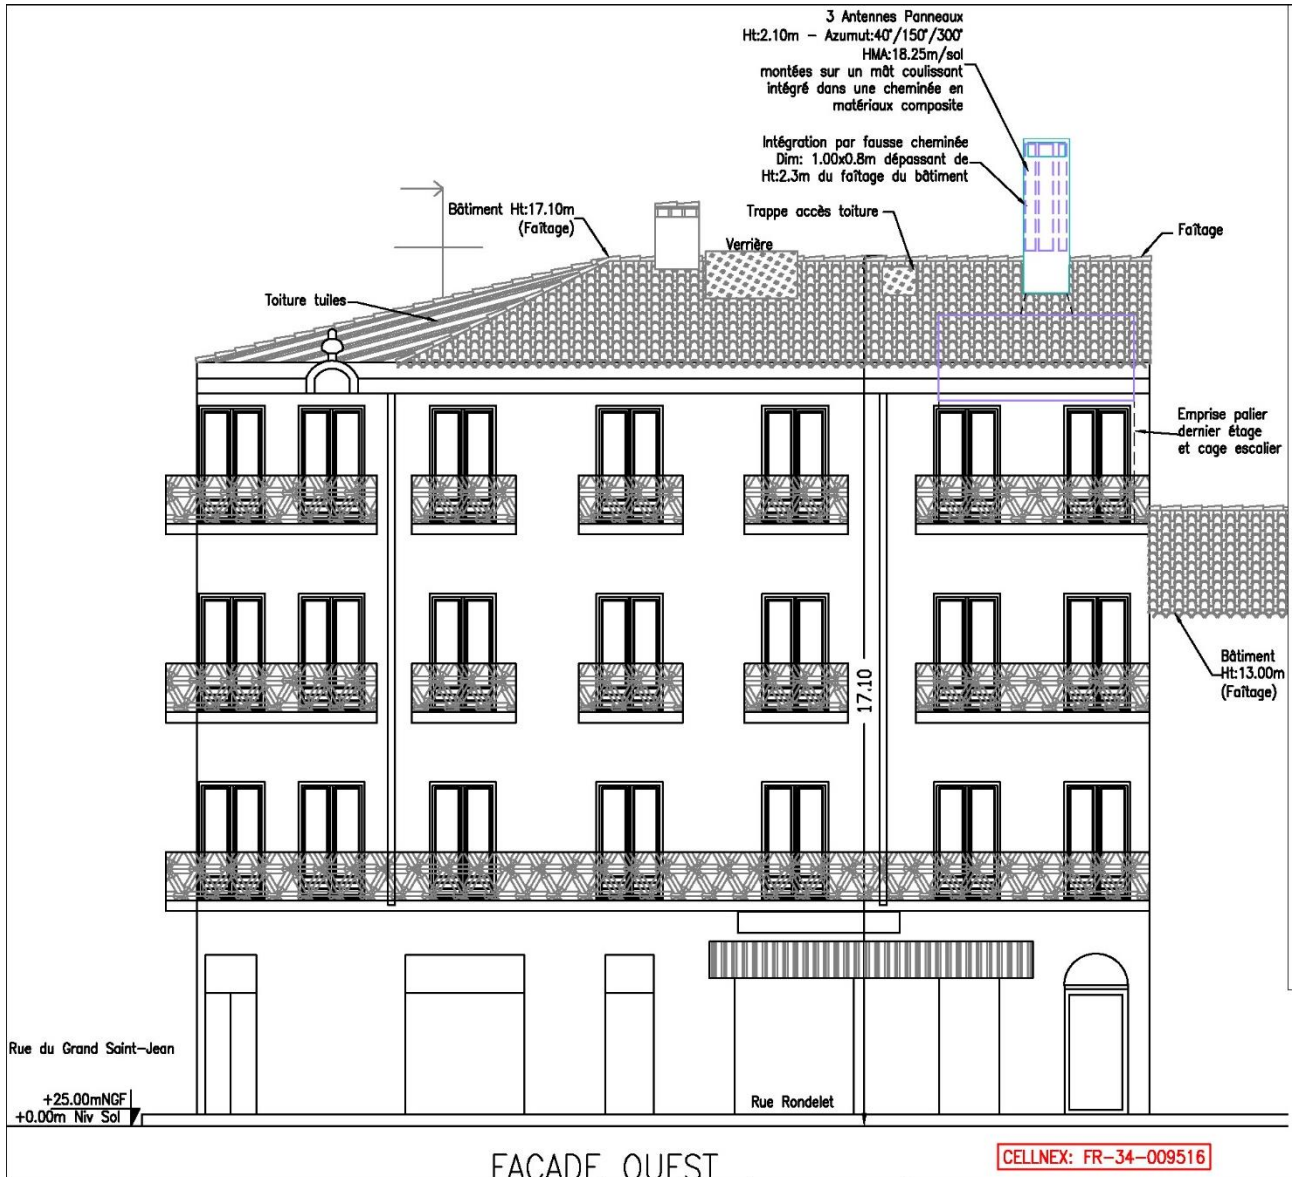 3 Antennes Panneaux
Ht:2.10m - Azumut:40°/150°/300°
HMA:18.25m/sol
montées sur un mât coulissant
intégré dans une cheminée en
matériaux composite
Intégration par fausse cheminée
Dim: 1.00x0.8m dépassant de
Ht:2.3m du faîtage du bâtiment
Bâtiment Ht:17.10m
(Faîtage)
Trappe accès toiture
Verrière
Faîtage
Toiture tuiles
Emprise palier
dernier étage
et cage escalier
Bâtiment
Ht:13.00m
(Faîtage)
17.10
Rue du Grand Saint-Jean
+25.00mNGF
+0.00m Niv Sol
Rue Rondelet
FACADE OUEST
CELLNEX: FR-34-009516